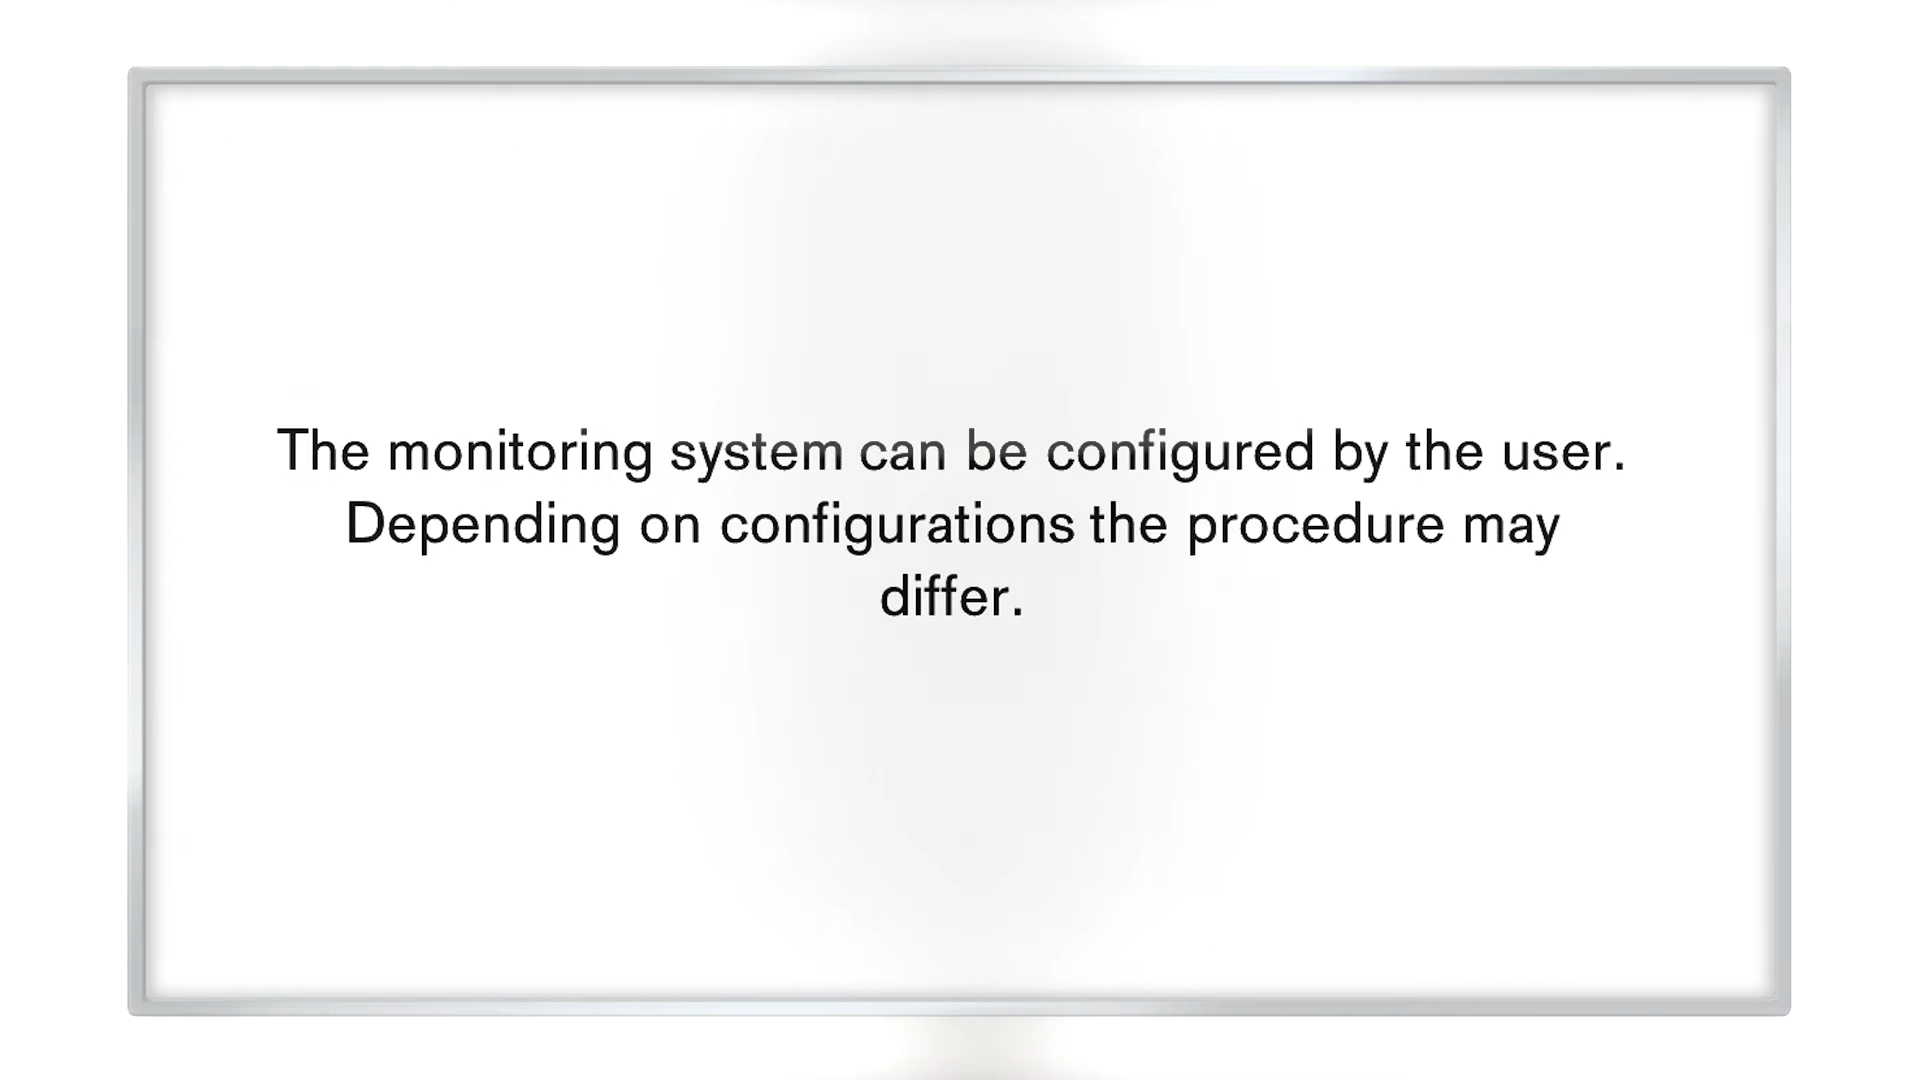 The monitoring system can be configured by the user.
Depending on configurations the procedure may
differ.